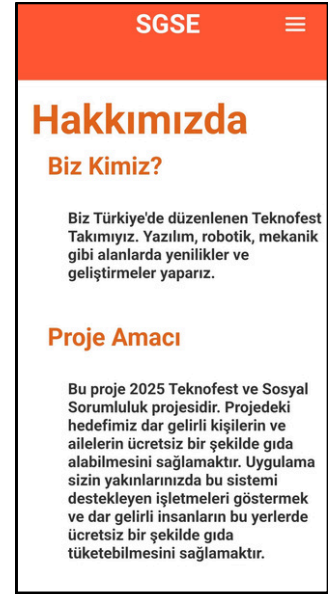 SGSE
Hakkımızda
Biz Kimiz?
Biz Türkiye'de düzenlenen Teknofest
Takımıyız. Yazılım, robotik, mekanik
gibi alanlarda yenilikler ve
geliştirmeler yaparız.
Proje Amacı
Bu proje 2025 Teknofest ve Sosyal
Sorumluluk projesidir. Projedeki
hedefimiz dar gelirli kişilerin ve
ailelerin ücretsiz bir şekilde gıda
alabilmesini sağlamaktır. Uygulama
sizin yakınlarınızda bu sistemi
destekleyen işletmeleri göstermek
ve dar gelirli insanların bu yerlerde
ücretsiz bir şekilde gıda
tüketebilmesini sağlamaktır.